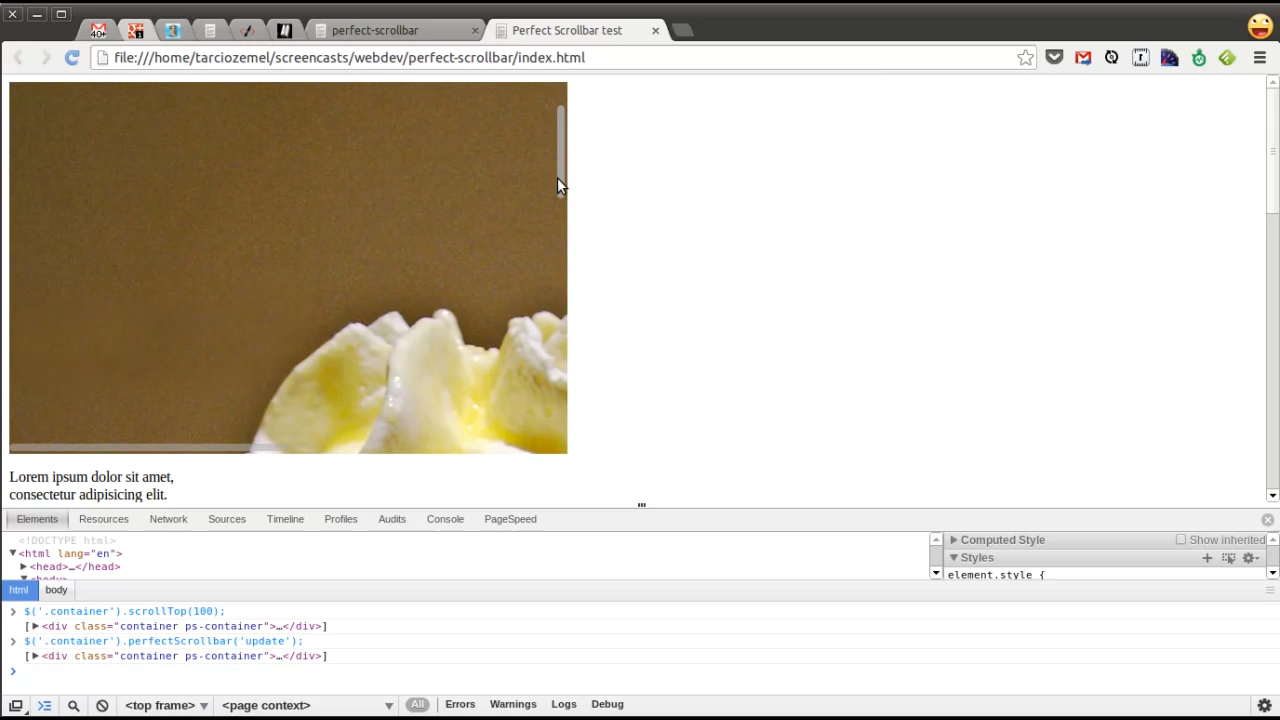 40+
1
perfect-scrollbar
Perfect Scrollbar test
file:///home/tarciozemel/screencasts/webdev/perfect-scrollbar/index.html
Lorem ipsum dolor sit amet,
consectetur adipisicing elit.
Elements Resources Network Sources Timeline Profiles Audits Console PageSpeed
<!DOCTYPE html>
▼<html lang="en">
▶<head>…</head>
▼<body>
▶Computed Style Show inherited
▼Styles
element.style {
html body
> $('.container').scrollTop(100);
[▶<div class="container ps-container">…</div>]
> $('.container').perfectScrollbar('update');
[▶<div class="container ps-container">…</div>]
>
<top frame> ▼ <page context> ▼ All Errors Warnings Logs Debug